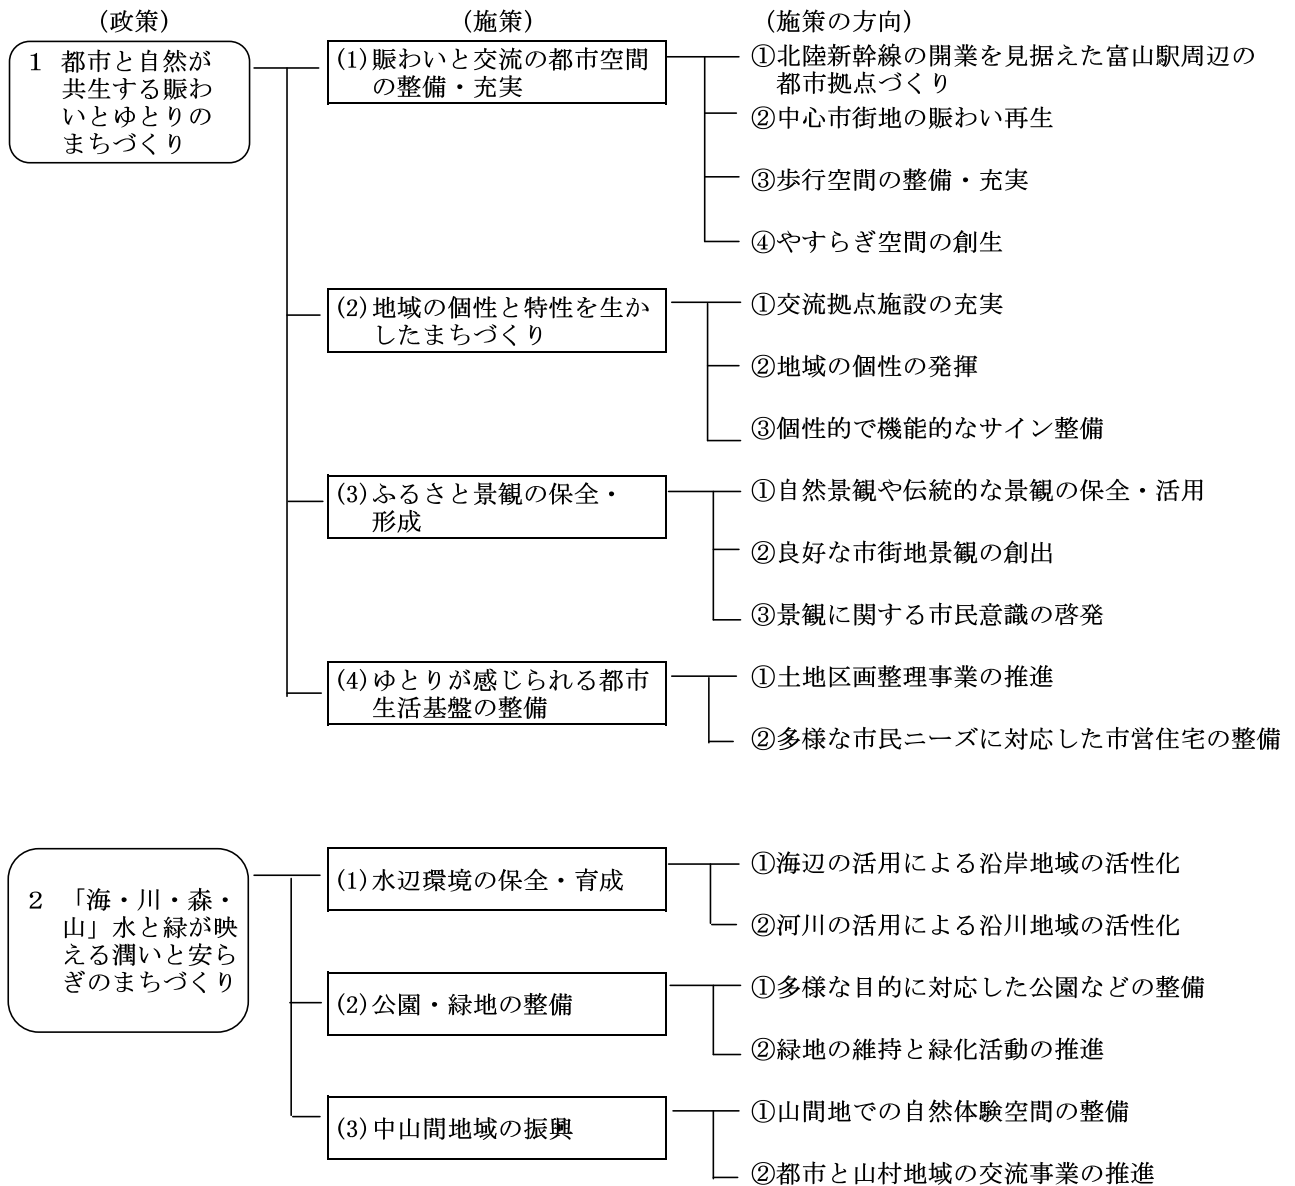 （政策）
（施策）
（施策の方向）
１ 都市と自然が
共生する賑わ
いとゆとりの
まちづくり
(1)賑わいと交流の都市空間
の整備・充実
①北陸新幹線の開業を見据えた富山駅周辺の
都市拠点づくり
②中心市街地の賑わい再生
③歩行空間の整備・充実
④やすらぎ空間の創生
(2)地域の個性と特性を生か
したまちづくり
①交流拠点施設の充実
②地域の個性の発揮
③個性的で機能的なサイン整備
(3)ふるさと景観の保全・
形成
①自然景観や伝統的な景観の保全・活用
②良好な市街地景観の創出
③景観に関する市民意識の啓発
(4)ゆとりが感じられる都市
生活基盤の整備
①土地区画整理事業の推進
②多様な市民ニーズに対応した市営住宅の整備
２ 「海・川・森・
山」水と緑が映
える潤いと安ら
ぎのまちづくり
(1)水辺環境の保全・育成
①海辺の活用による沿岸地域の活性化
②河川の活用による沿川地域の活性化
(2)公園・緑地の整備
①多様な目的に対応した公園などの整備
②緑地の維持と緑化活動の推進
(3)中山間地域の振興
①山間地での自然体験空間の整備
②都市と山村地域の交流事業の推進